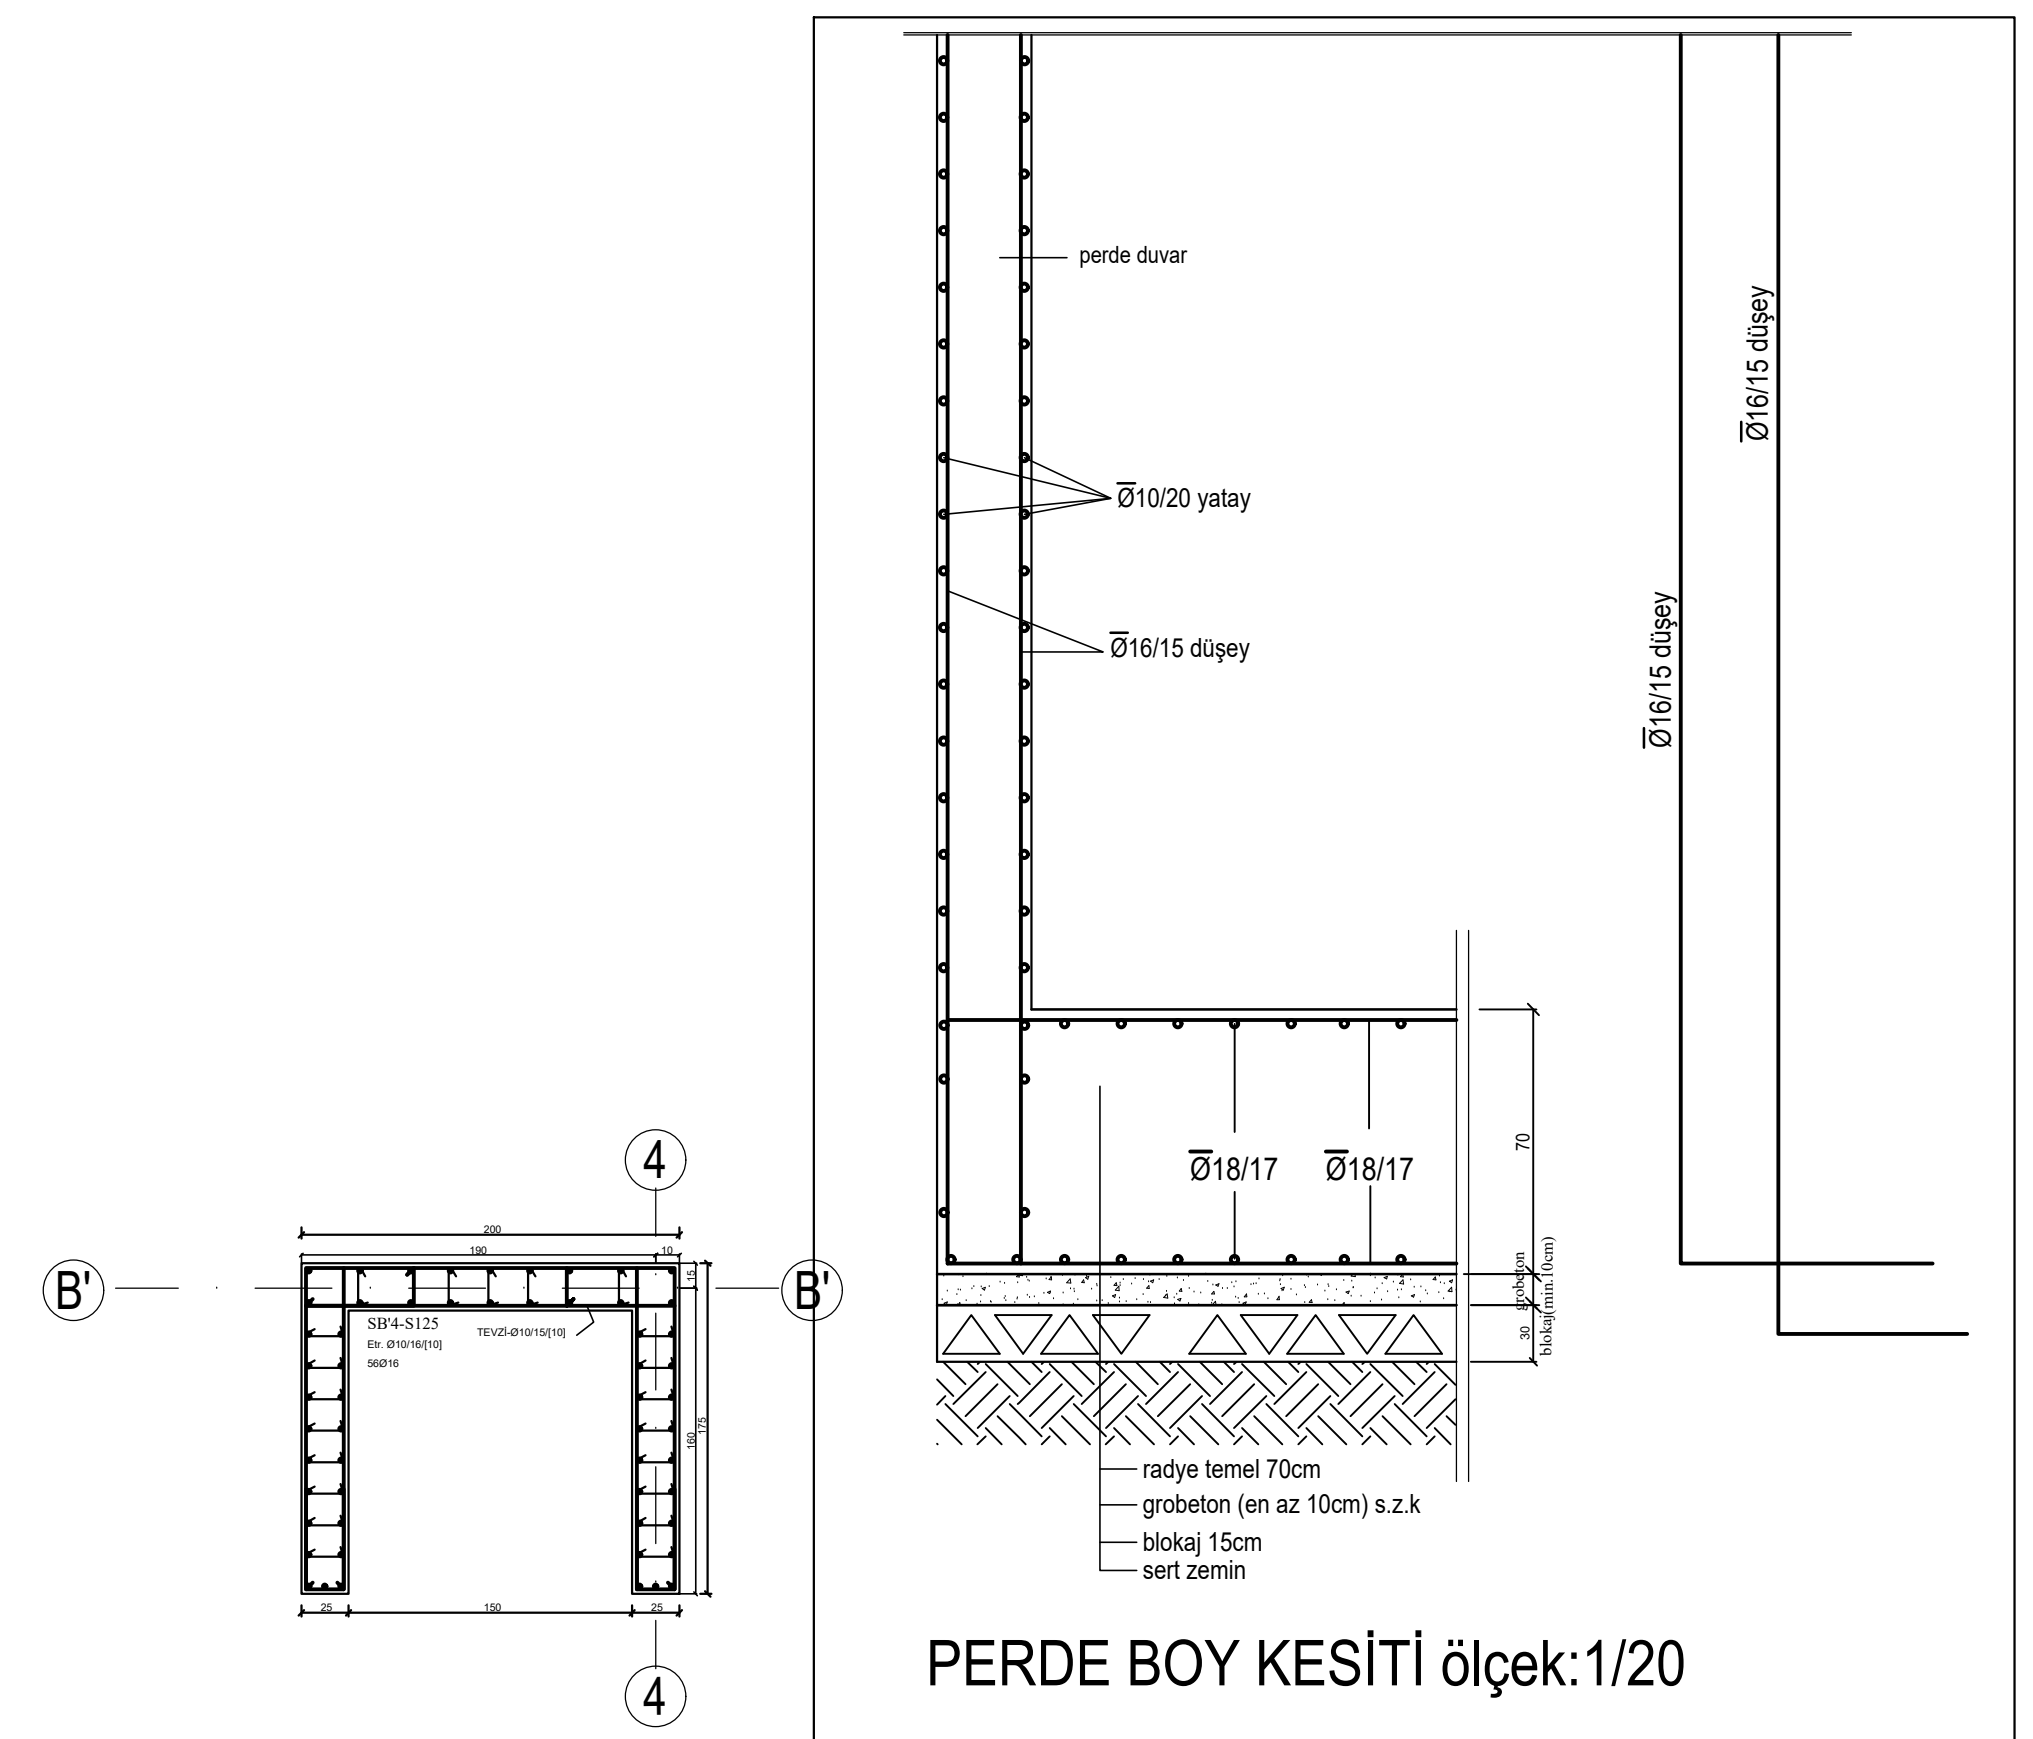 perde duvar
Ø16/15 düşey
Ø10/20 yatay
Ø16/15 düşey
Ø16/15 düşey
4
200
190
10
15
B'
B'
SB'4-S125
Etr. Ø10/16/[10]
56Ø16
TEVZİ-Ø10/15/[10]
160
175
25
150
25
4
Ø18/17
Ø18/17
70
grobeton
30
blokaj(min.10cm)
radye temel 70cm
grobeton (en az 10cm) s.z.k
blokaj 15cm
sert zemin
PERDE BOY KESİTİ ölçek:1/20